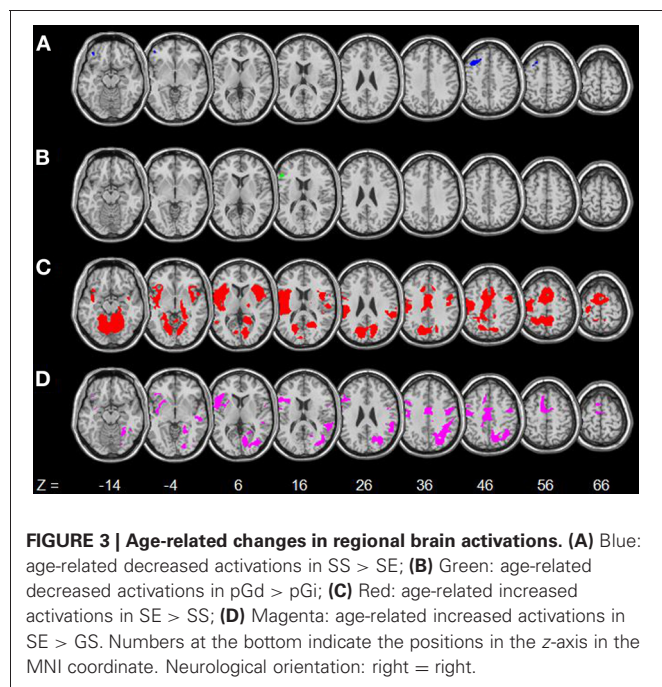 A
B
C
D
Z = -14 -4 6 16 26 36 46 56 66
FIGURE 3 | Age-related changes in regional brain activations. (A) Blue:
age-related decreased activations in SS > SE; (B) Green: age-related
decreased activations in pGd > pGi; (C) Red: age-related increased
activations in SE > SS; (D) Magenta: age-related increased activations in
SE > GS. Numbers at the bottom indicate the positions in the z-axis in the
MNI coordinate. Neurological orientation: right = right.